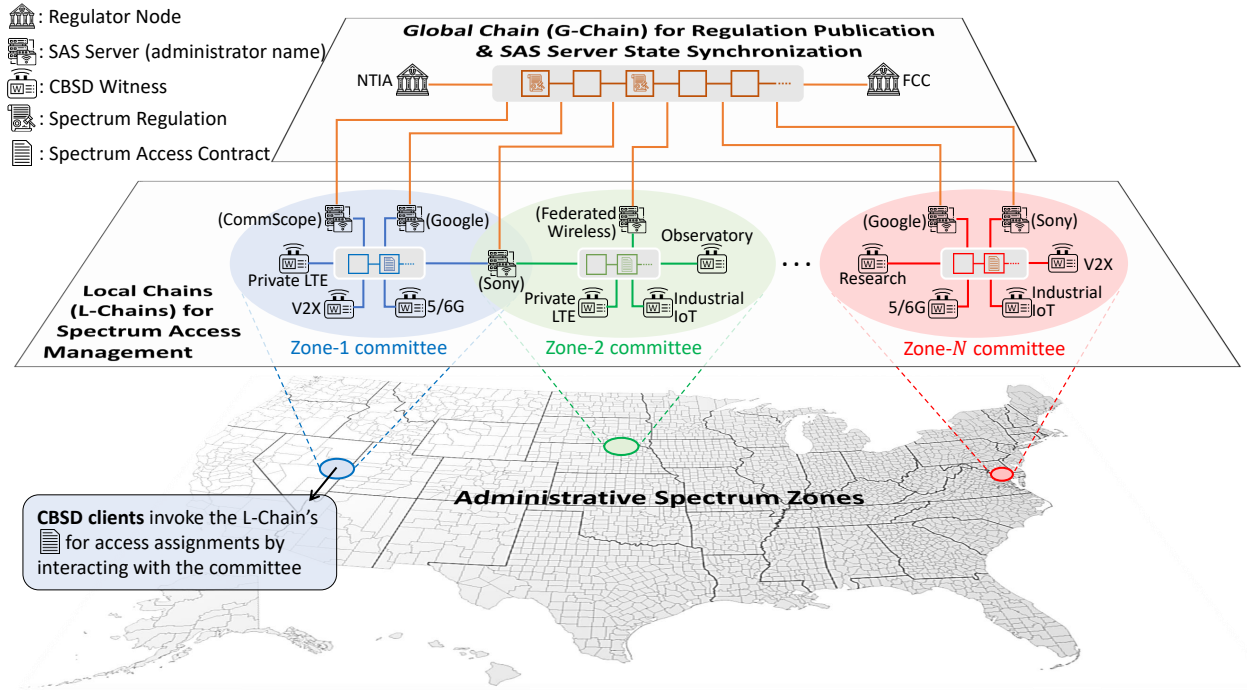 : Regulator Node
: SAS Server (administrator name)
: CBSD Witness
: Spectrum Regulation
: Spectrum Access Contract
Global Chain (G-Chain) for Regulation Publication
& SAS Server State Synchronization
NTIA
FCC
(CommScope)
(Google)
(Federated
Wireless)
Observatory
(Google)
(Sony)
Private LTE
W
(Sony)
W
...
W
Research
W
V2X
V2X
W
W
5/6G
Private
LTE
W
W
Industrial
IoT
5/6G
W
W
Industrial
IoT
Local Chains
(L-Chains) for
Spectrum Access
Management
Zone-1 committee
Zone-2 committee
Zone-N committee
Administrative Spectrum Zones
CBSD clients invoke the L-Chain's
for access assignments by
interacting with the committee